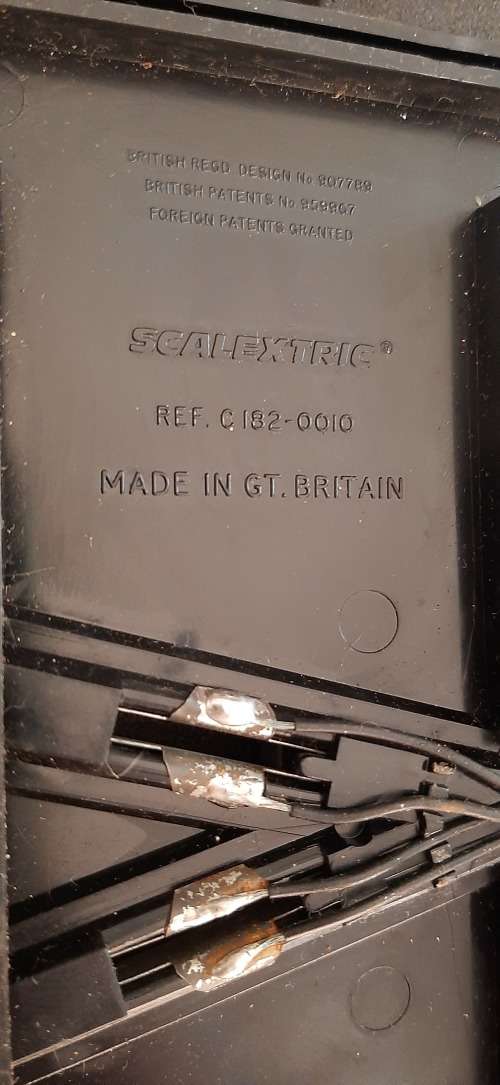 BRITISH REGD DESIGN No 907789
BRITISH PATENTS No 959967
FOREIGN PATENTS GRANTED
SCALEXTRIC®
REF. C182-0010
MADE IN GT. BRITAIN